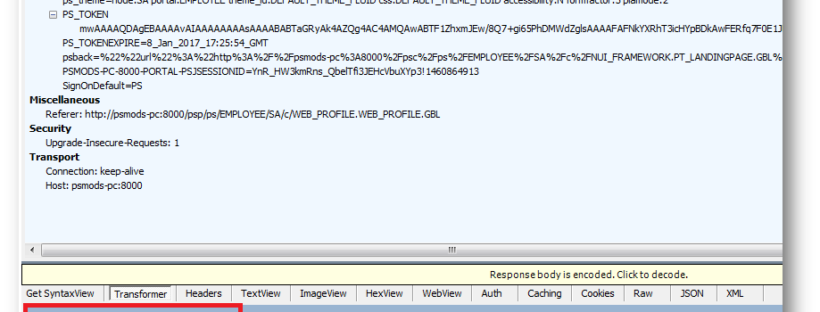 ps_theme=node:SA portal:EMPLOYEE theme_id:DEFAULT_THEME_FLUID css:DEFAULT_THEME_FLUID accessibility:N formfactor:3 piamode:2
PS_TOKEN
PS_TOKENEXPIRE=8_Jan_2017_17:25:54_GMT
psback=%22%22url%22%3A%22http%3A%2F%2Fpsmods-pc%3A8000%2Fpsc%2Fps%2FEMPLOYEE%2FSA%2Fc%2FNUI_FRAMEWORK.PT_LANDINGPAGE.GBL%
PSMODS-PC-8000-PORTAL-PSJSESSIONID=YnR_HW3kmRns_QbelTfi3JEHcVbuXYp3!1460864913
SignOnDefault=PS
Miscellaneous
Referer: http://psmods-pc:8000/psp/ps/EMPLOYEE/SA/c/WEB_PROFILE.WEB_PROFILE.GBL
Security
Upgrade-Insecure-Requests: 1
Transport
Connection: keep-alive
Host: psmods-pc:8000
Response body is encoded. Click to decode.
Get SyntaxView Transformer Headers TextView ImageView HexView WebView Auth Caching Cookies Raw JSON XML